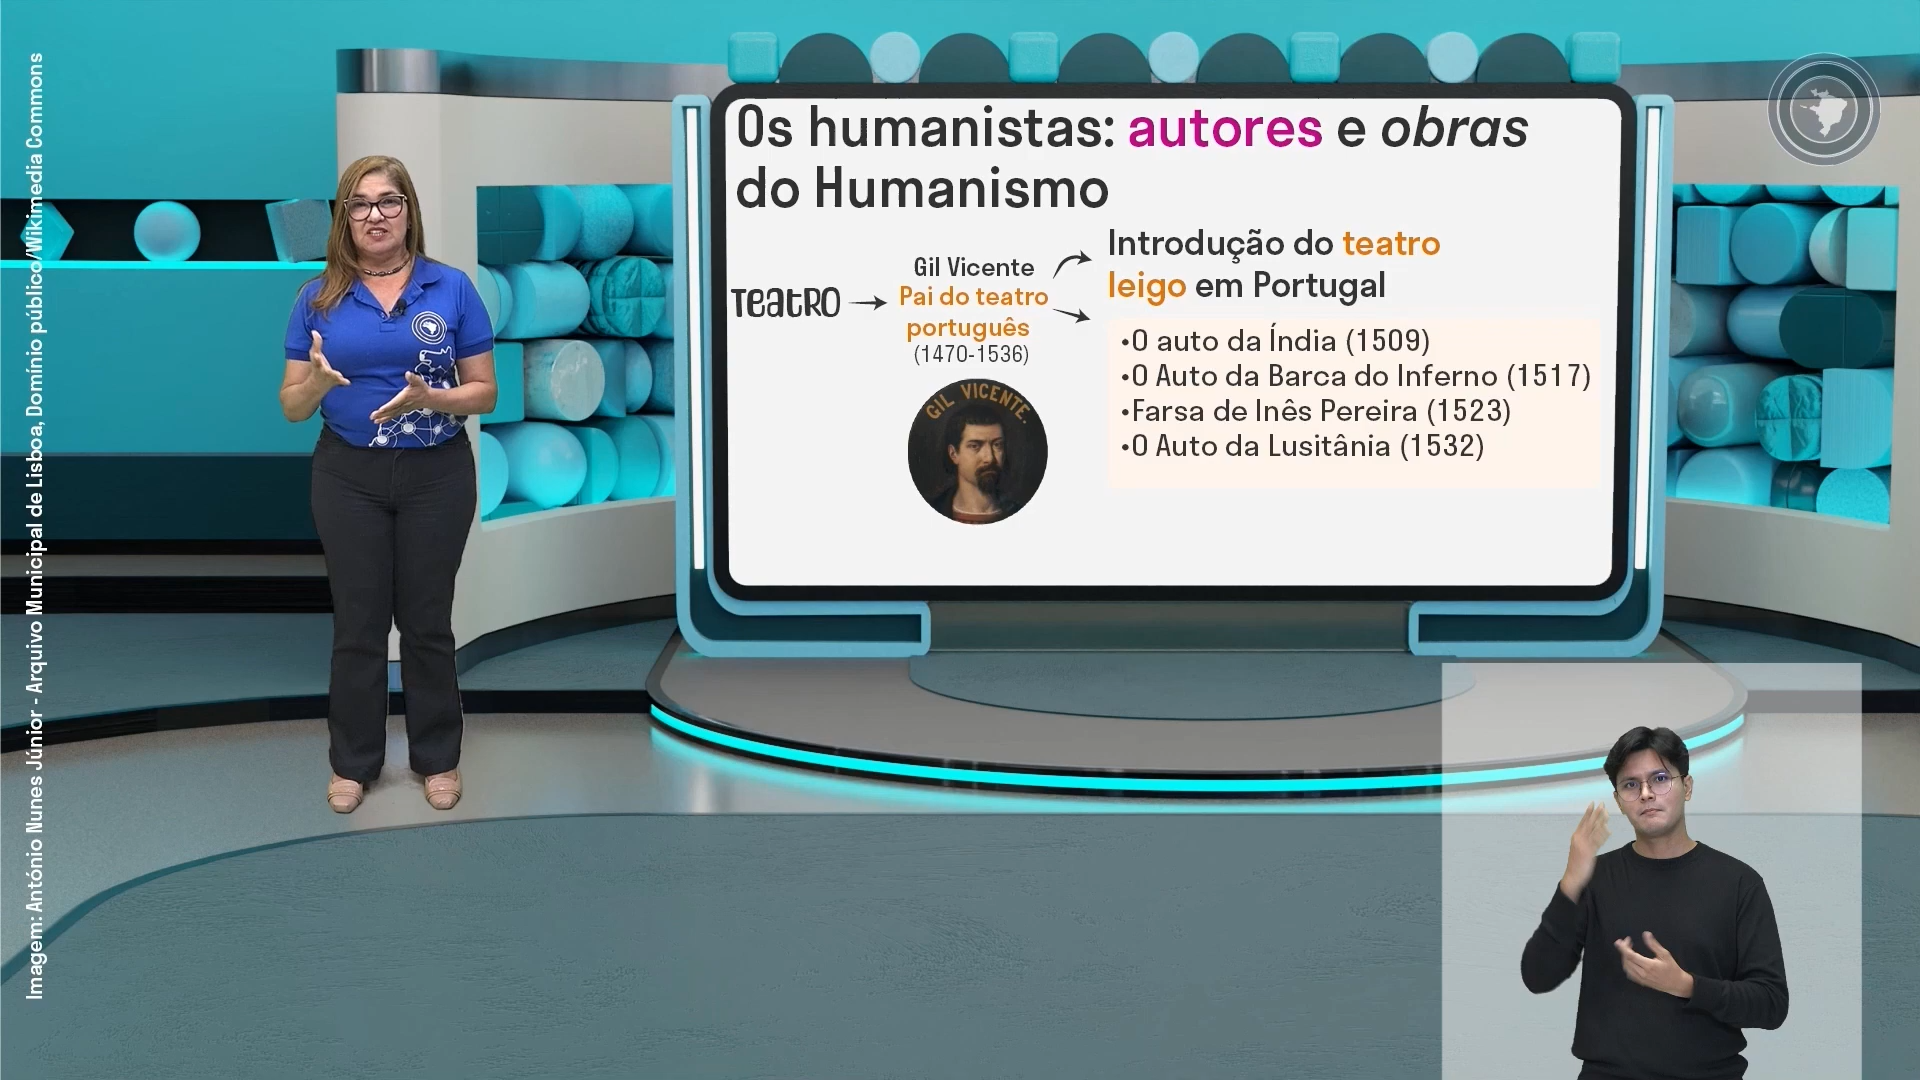 Os humanistas: autores e obras
do Humanismo
Teatro
Gil Vicente
Pai do teatro
português
(1470-1536)
GIL VICENTE.
Introdução do teatro
leigo em Portugal
•O auto da Índia (1509)
•O Auto da Barca do Inferno (1517)
•Farsa de Inês Pereira (1523)
•O Auto da Lusitânia (1532)
Imagem: António Nunes Júnior - Arquivo Municipal de Lisboa, Domínio público/Wikimedia Commons